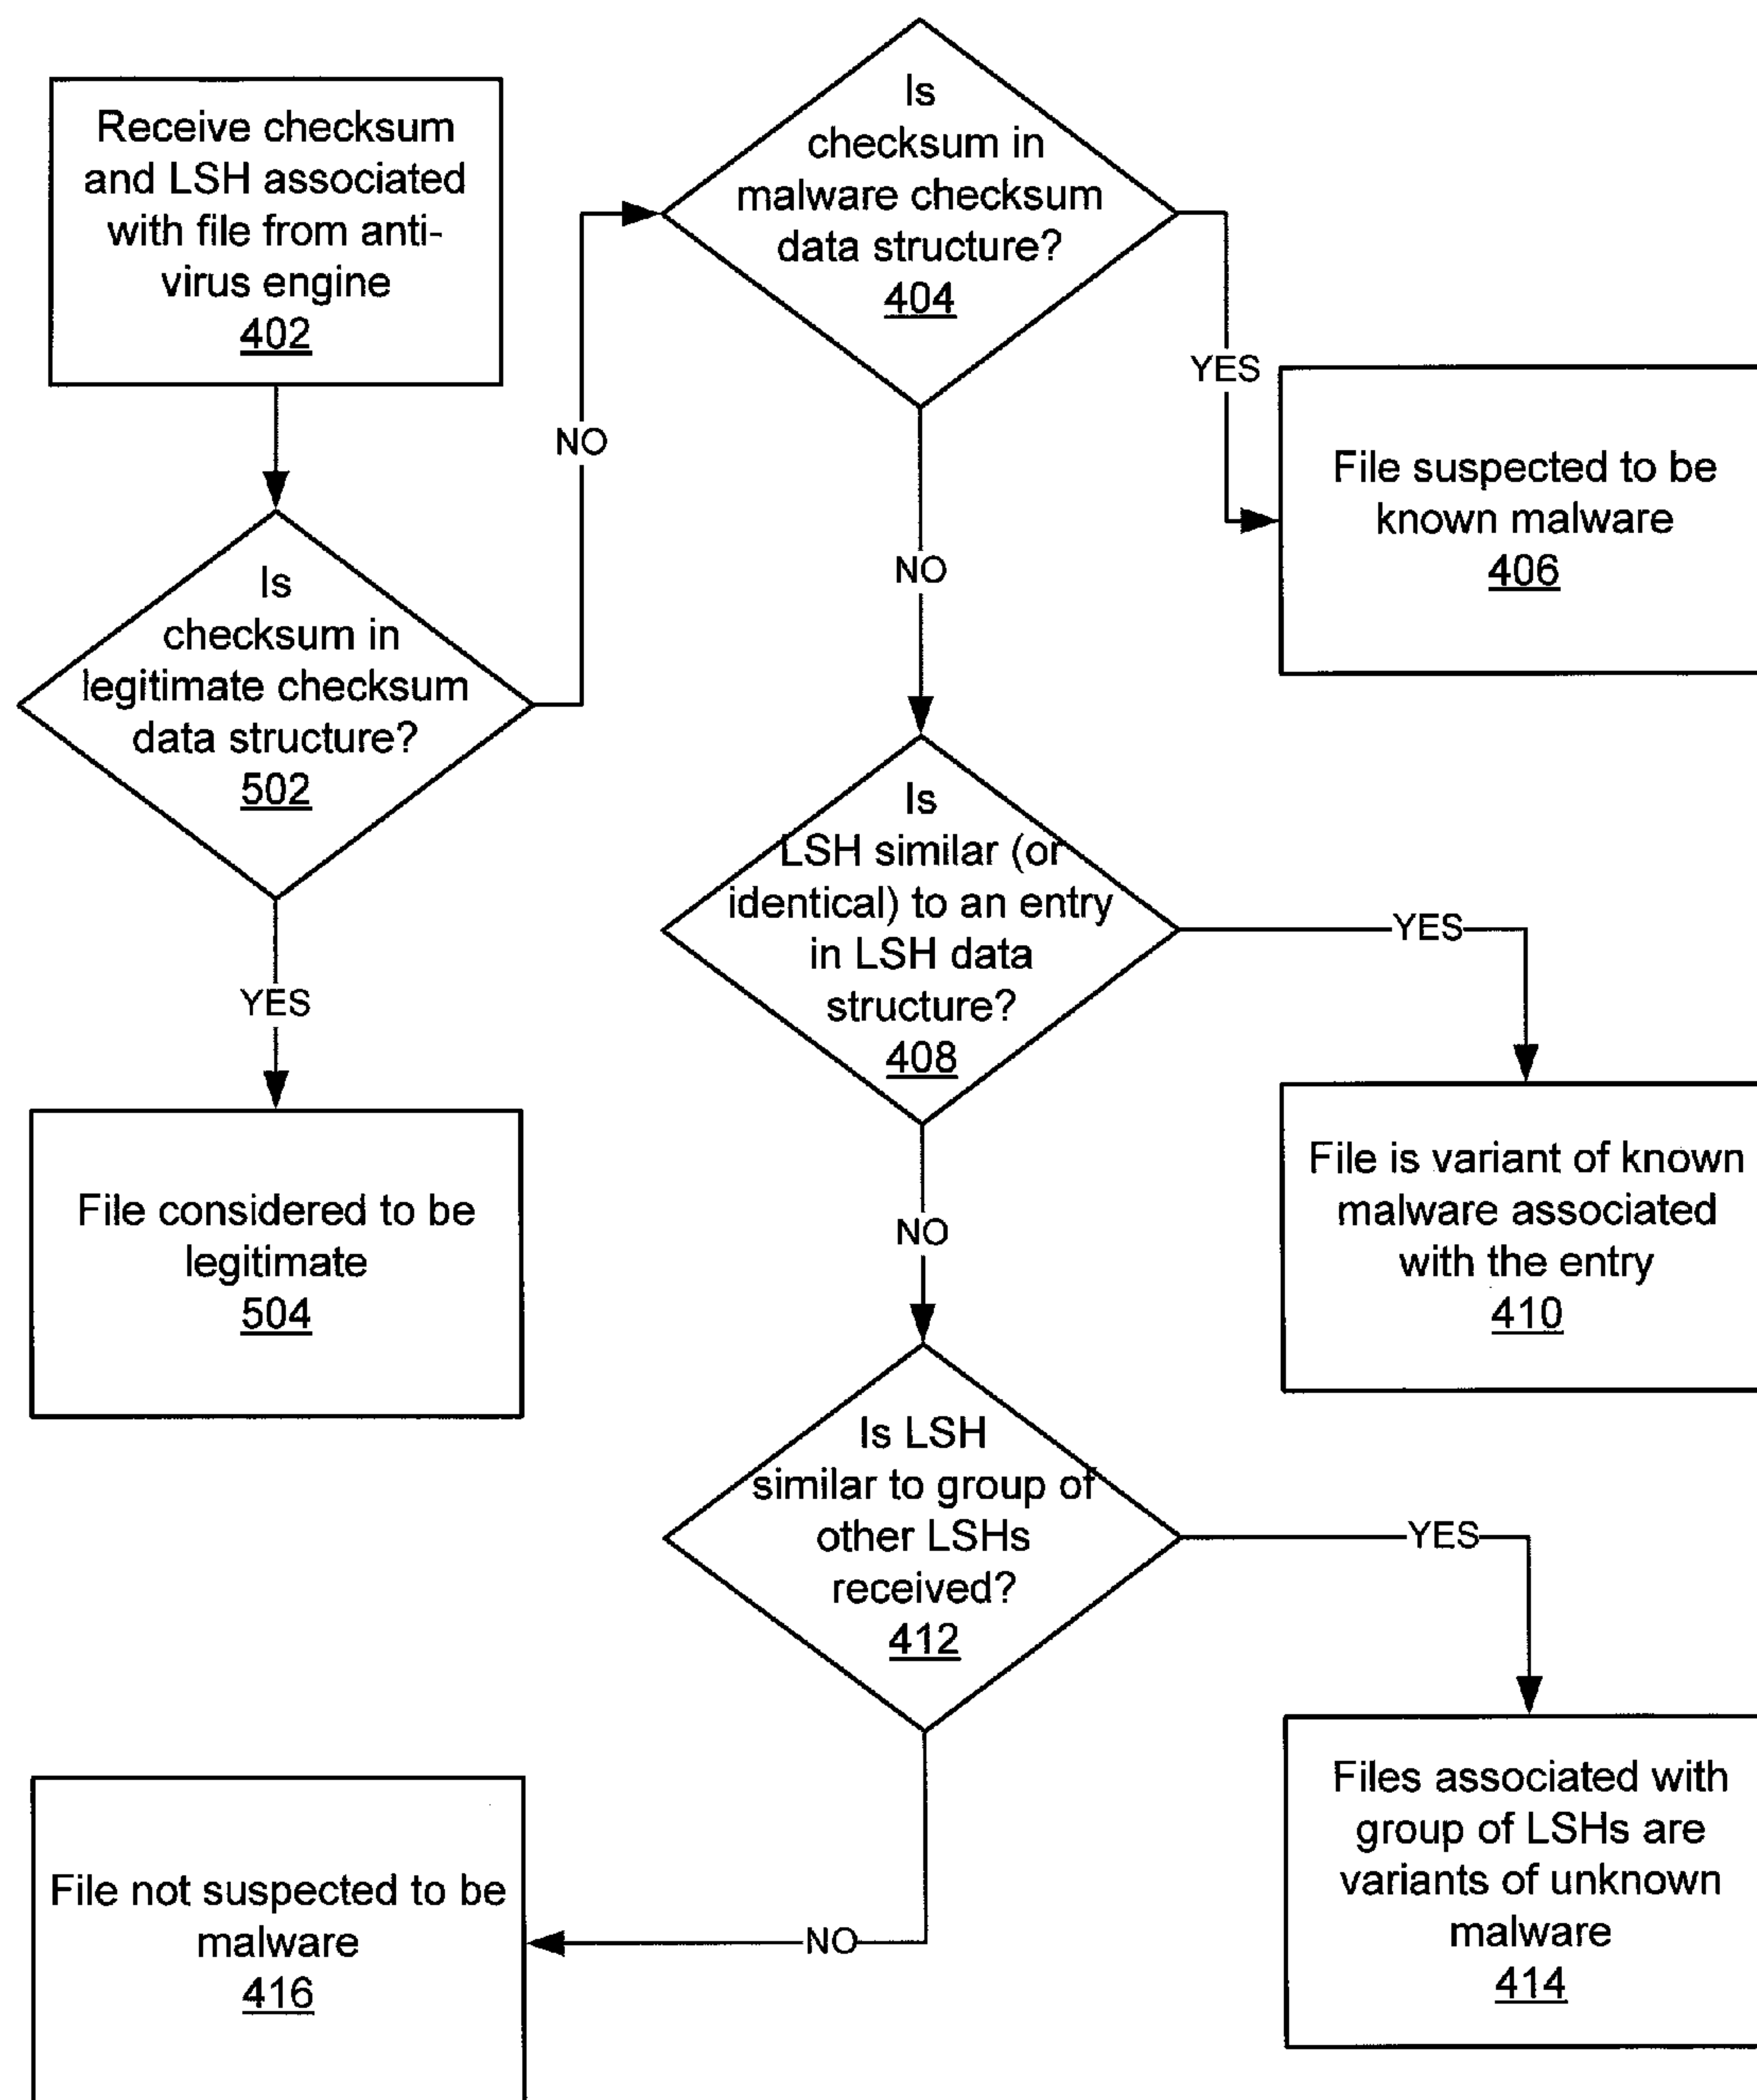 Receive checksum
and LSH associated
with file from anti-
virus engine
402
Is
checksum in
legitimate checksum
data structure?
502
YES
File considered to be
legitimate
504
NO
Is
checksum in
malware checksum
data structure?
404
YES
File suspected to be
known malware
406
NO
Is
LSH similar (or
identical) to an entry
in LSH data
structure?
408
YES
File is variant of known
malware associated
with the entry
410
NO
Is LSH
similar to group of
other LSHs
received?
412
YES
Files associated with
group of LSHs are
variants of unknown
malware
414
NO
File not suspected to be
malware
416